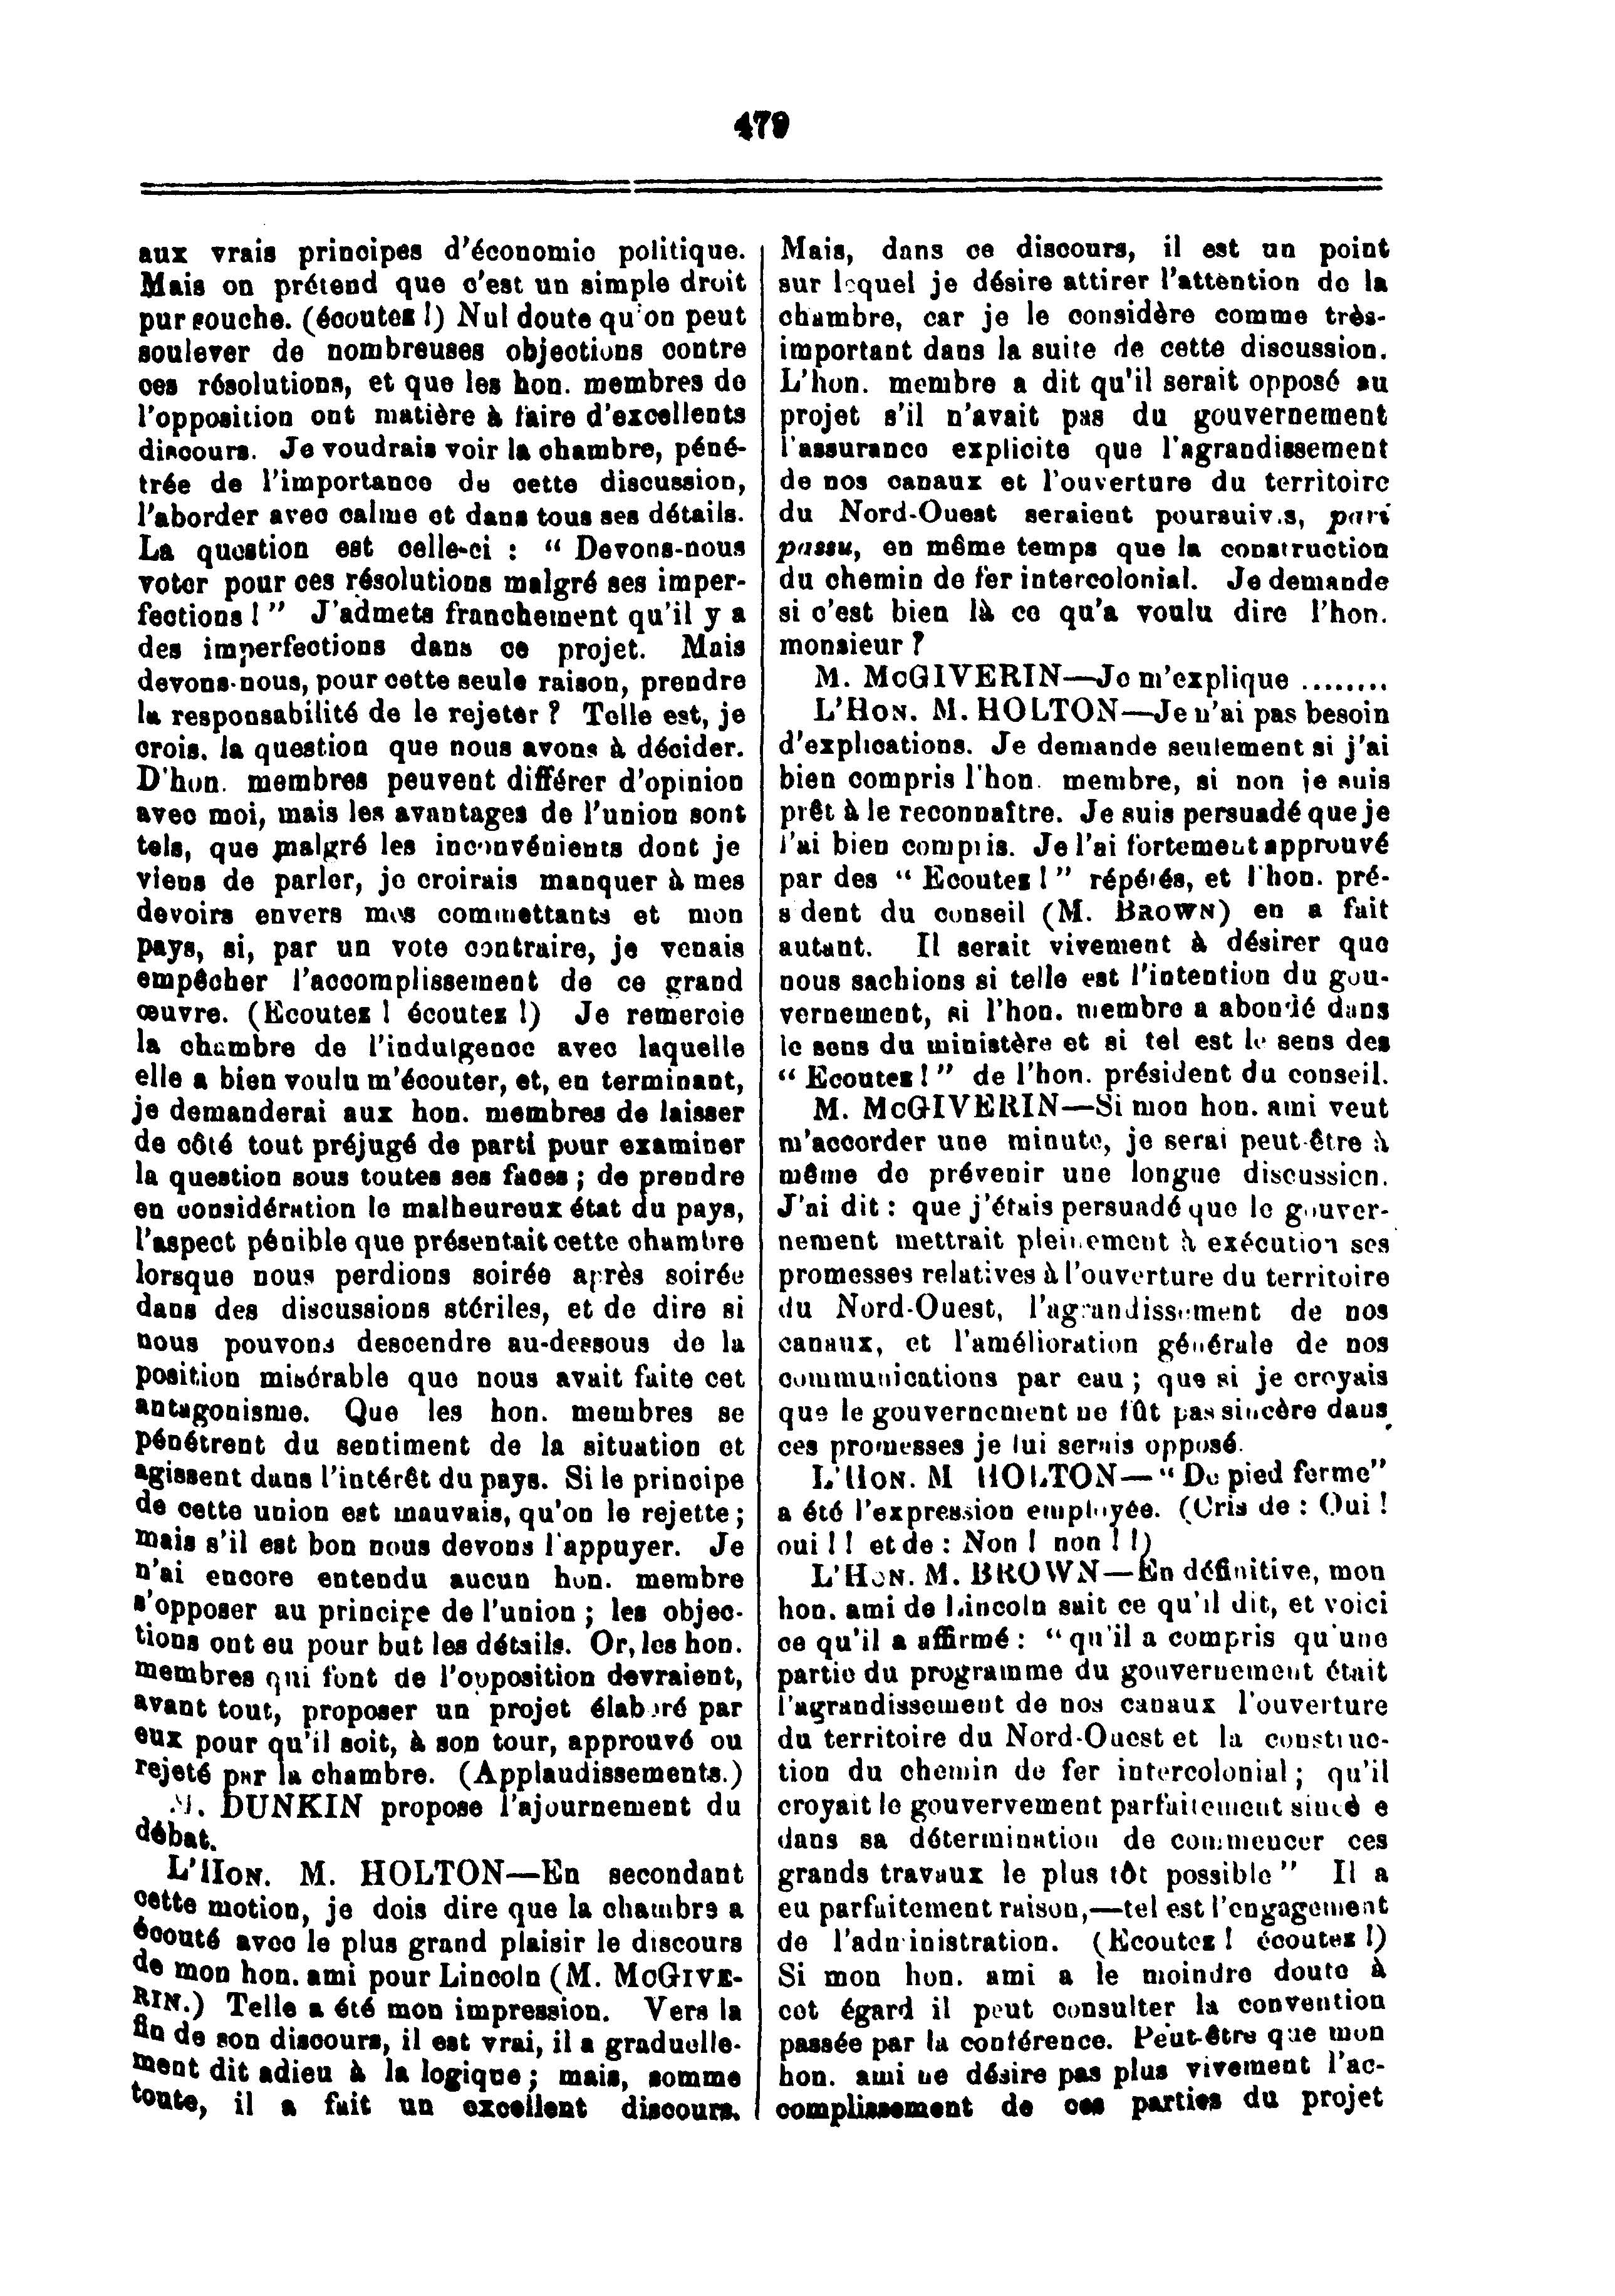 479
aux vrais principes d'économie politique.
Mais on prétend que c'est un simple droit
pur souche. (écoutez !) Nul doute qu'on peut
soulever de nombreuses objections contre
ces résolutions, et que les hon. membres de
l'opposition ont matière à faire d'excellents
discours. Je voudrais voir la chambre, péné-
trée de l'importance de cette discussion,
l'aborder avec calme et dans tous ses détails.
La question est celle-ci : “ Devons-nous
voter pour ces résolutions malgré ses imper-
fections ! ” J'admets franchement qu'il y a
des imperfections dans ce projet. Mais
devons-nous, pour cette seule raison, prendre
la responsabilité de le rejeter ? Telle est, je
crois, la question que nous avons à décider.
D'hon. membres peuvent différer d'opinion
avec moi, mais les avantages de l'union sont
tels, que malgré les inconvénients dont je
viens de parler, je croirais manquer à mes
devoirs envers mes commettants et mon
pays, si, par un vote contraire, je venais
empêcher l'accomplissement de ce grand
œuvre. (Ecoutez ! écoutez !) Je remercie
la chambre de l'indulgence avec laquelle
elle a bien voulu m'écouter, et, en terminant,
je demanderai aux hon. membres de laisser
de côté tout préjugé de parti pour examiner
la question sous toutes ses faces ; de prendre
en considération le malheureux état du pays,
l'aspect pénible que présentait cette chambre
lorsque nous perdions soirée après soirée
dans des discussions stériles, et de dire si
nous pouvons descendre au-dessous de la
position misérable que nous avait faite cet
antagonisme. Que les hon. membres se
pénétrent du sentiment de la situation et
agissent dans l'intérêt du pays. Si le principe
de cette union est mauvais, qu'on le rejette ;
mais s'il est bon nous devons l'appuyer. Je
n'ai encore entendu aucun hon. membre
s'opposer au principe de l'union ; les objec-
tions ont eu pour but les détails. Or, les hon.
membres qui font de l'opposition devraient,
avant tout, proposer un projet élaboré par
eux pour qu'il soit, à son tour, approuvé ou
rejeté par la chambre. (Applaudissements.)
M. DUNKIN propose l'ajournement du
débat.
L'HON. M. HOLTON—En secondant
cette motion, je dois dire que la chambre a
écouté avec le plus grand plaisir le discours
de mon hon. ami pour Lincoln (M. MCGIVE-
RIN.) Telle a été mon impression. Vers la
fin de son discours, il est vrai, il a graduelle-
ment dit adieu à la logique ; mais, somme
toute, il a fait un excellent discours.
Mais, dans ce discours, il est un point
sur lequel je désire attirer l'attention de la
chambre, car je le considère comme très-
important dans la suite de cette discussion.
L'hon. membre a dit qu'il serait opposé au
projet s'il n'avait pas du gouvernement
l'assurance explicite que l'agrandissement
de nos canaux et l'ouverture du territoire
du Nord-Ouest seraient poursuivis, pari
passu, en même temps que la construction
du chemin de fer intercolonial. Je demande
si c'est bien là ce qu'a voulu dire l'hon.
monsieur ?
M. MCGIVERIN—Je m'explique ........
L'HON. M. HOLTON—Je n'ai pas besoin
d'explications. Je demande seulement si j'ai
bien compris l'hon. membre, si non je suis
prêt à le reconnaître. Je suis persuadé que je
l'ai bien compris. Je l'ai fortement approuvé
par des “ Ecoutez ! ” répétés, et l'hon. pré-
sident du conseil (M. BROWN) en a fait
autant. Il serait vivement à désirer que
nous sachions si telle est l'intention du gou-
vernement, si l'hon. membre a abondé dans
le sens du ministère et si tel est le sens des
“ Ecoutez ! ” de l'hon. président du conseil.
M. MCGIVERIN—Si mon hon. ami veut
m'accorder une minute, je serai peut-être à
même de prévenir une longue discussion.
J'ai dit : que j'étais persuadé que le gouver-
nement mettrait pleinement à exécution ses
promesses relatives à l'ouverture du territoire
du Nord-Ouest, l'agrandissement de nos
canaux, et l'amélioration générale de nos
communications par eau ; que si je croyais
que le gouvernement ne fût pas sincère dans
ces promesses je lui serais opposé.
L'HON. M HOLTON—“ De pied ferme”
a été l'expression employée. (Cris de : Oui !
oui ! ! et de : Non ! non ! !)
L'HON. M. BROWN—En définitive, mon
hon. ami de Lincoln sait ce qu'il dit, et voici
ce qu'il a affirmé : “ qu'il a compris qu'une
partie du programme du gouvernement était
l'agrandissement de nos canaux l'ouverture
du territoire du Nord-Ouest et la construc-
tion du chemin de fer intercolonial ; qu'il
croyait le gouvervement parfaitement sincè e
dans sa détermination de commencer ces
grands travaux le plus tôt possible ” Il a
eu parfaitement raison,—tel est l'engagement
de l'administration. (Ecoutez ! écoutez !)
Si mon hon. ami a le moindre doute à
cet égard il peut consulter la convention
passée par la conférence. Peut-être que mon
hon. ami ne désire pas plus vivement l'ac-
complissement de ces parties du projet